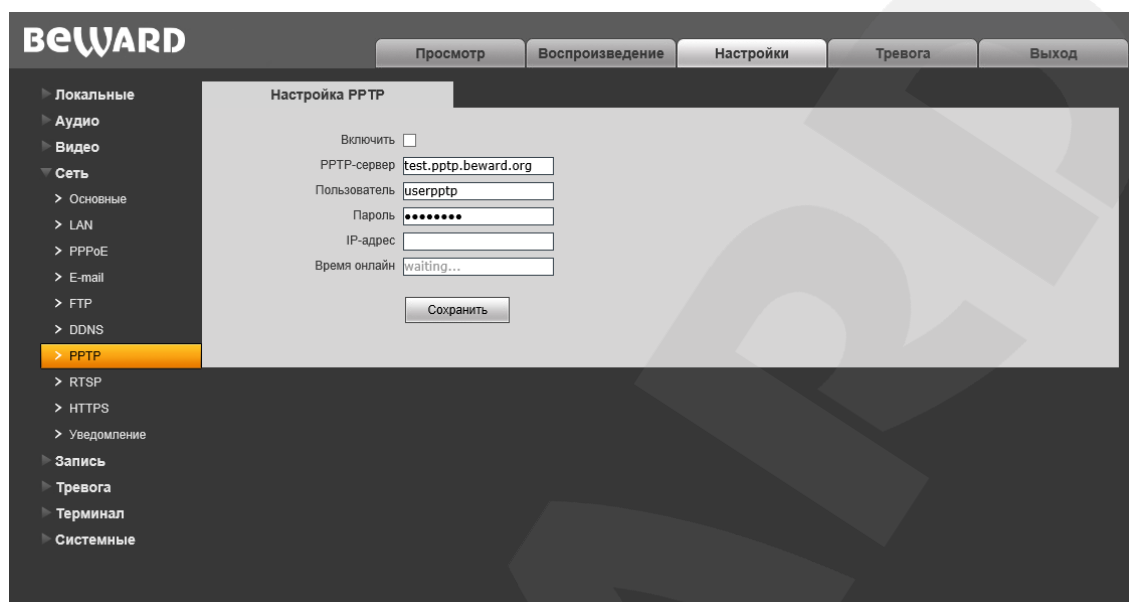 BEWARD
Просмотр Воспроизведение Настройки Тревога Выход
Локальные
Аудио
Видео
Сеть
> Основные
> LAN
> PPPoE
> E-mail
> FTP
> DDNS
> PPTP
> RTSP
> HTTPS
> Уведомление
Запись
Тревога
Терминал
Системные
Настройка PPTP
Включить
PPTP-сервер test.pptp.beward.org
Пользователь userpptp
Пароль ••••••••
IP-адрес
Время онлайн waiting...
Сохранить